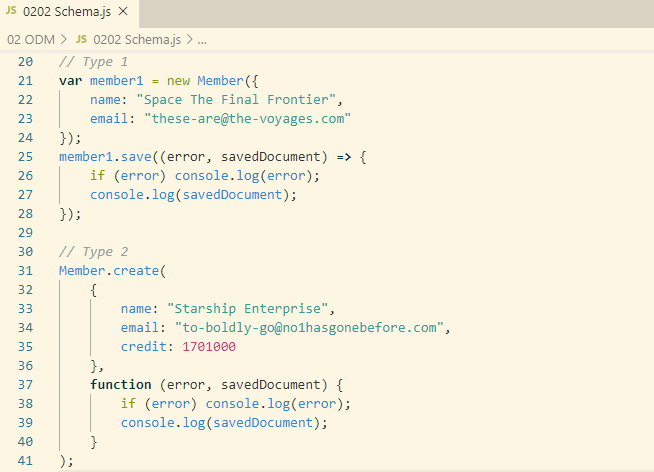 JS 0202 Schema.js ×
02 ODM > JS 0202 Schema.js > ...
20 // Type 1
21 var member1 = new Member({
22     name: "Space The Final Frontier",
23     email: "these-are@the-voyages.com"
24 });
25 member1.save((error, savedDocument) => {
26     if (error) console.log(error);
27     console.log(savedDocument);
28 });
29
30 // Type 2
31 Member.create(
32     {
33         name: "Starship Enterprise",
34         email: "to-boldly-go@no1hasgonebefore.com",
35         credit: 1701000
36     },
37     function (error, savedDocument) {
38         if (error) console.log(error);
39         console.log(savedDocument);
40     }
41 );